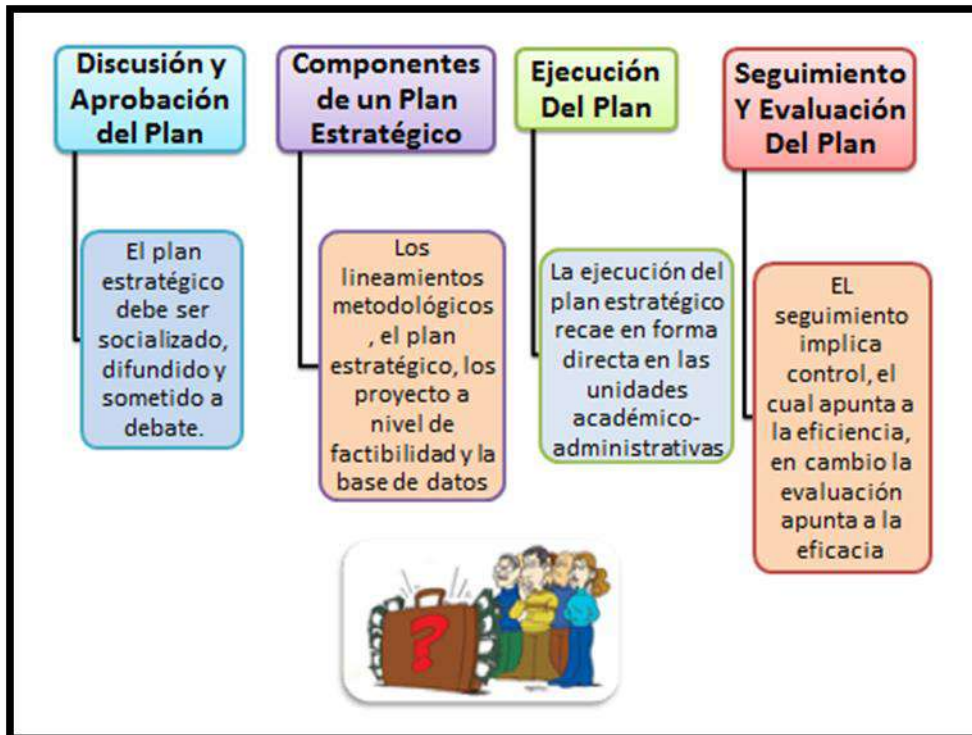 Discusión y
Aprobación
del Plan
El plan
estratégico
debe ser
socializado,
difundido y
sometido a
debate.
Componentes
de un Plan
Estratégico
Los
lineamientos
metodológicos
, el plan
estratégico, los
proyecto a
nivel de
factibilidad y la
base de datos
Ejecución
Del Plan
La ejecución del
plan estratégico
recae en forma
directa en las
unidades
académico-
administrativas
Seguimiento
Y Evaluación
Del Plan
EL
seguimiento
implica
control, el
cual apunta a
la eficiencia,
en cambio la
evaluación
apunta a la
eficacia
?